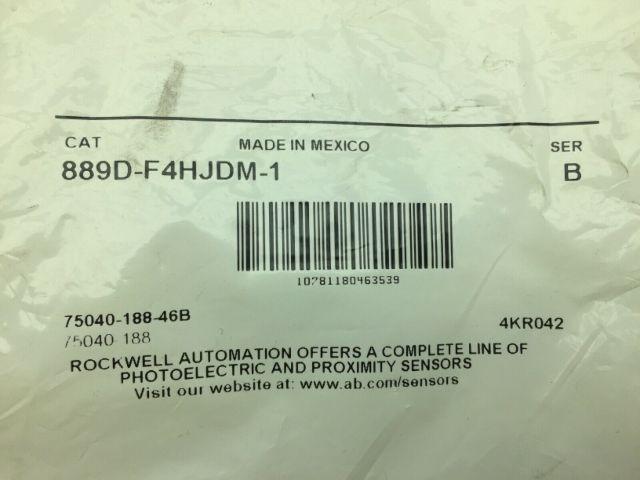 CAT MADE IN MEXICO SER
889D-F4HJDM-1 B
10781180463539
75040-188-46B 4KR042
75040-188
ROCKWELL AUTOMATION OFFERS A COMPLETE LINE OF
PHOTOELECTRIC AND PROXIMITY SENSORS
Visit our website at: www.ab.com/sensors